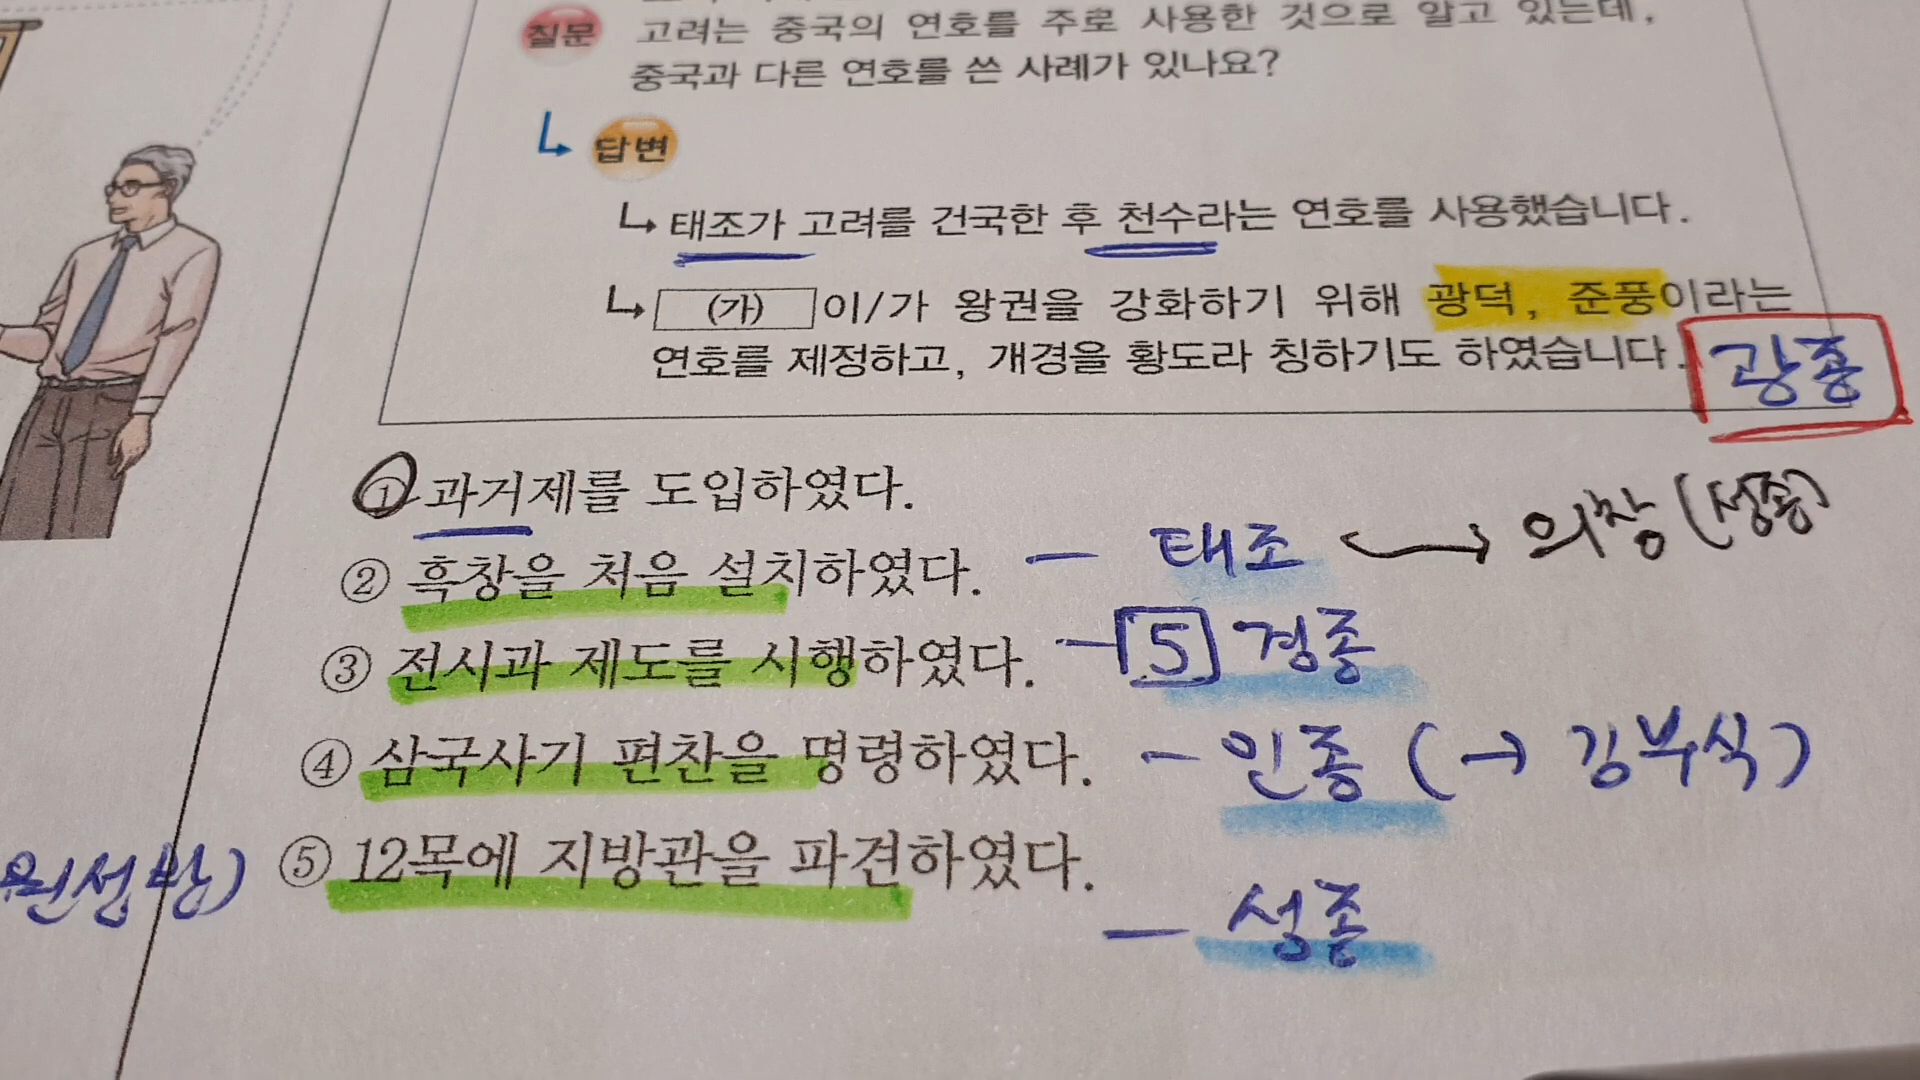 질문 고려는 중국의 연호를 주로 사용한 것으로 알고 있는데,
중국과 다른 연호를 쓴 사례가 있나요?
답변
↳ 태조가 고려를 건국한 후 천수라는 연호를 사용했습니다.
↳ (가) 이/가 왕권을 강화하기 위해 광덕, 준풍이라는
연호를 제정하고, 개경을 황도라 칭하기도 하였습니다. 광종
① 과거제를 도입하였다.
② 흑창을 처음 설치하였다. - 태조 → 의창 (성종)
③ 전시과 제도를 시행하였다. - 5 경종
④ 삼국사기 편찬을 명령하였다. - 인종 (→ 김부식)
⑤ 12목에 지방관을 파견하였다.
- 성종